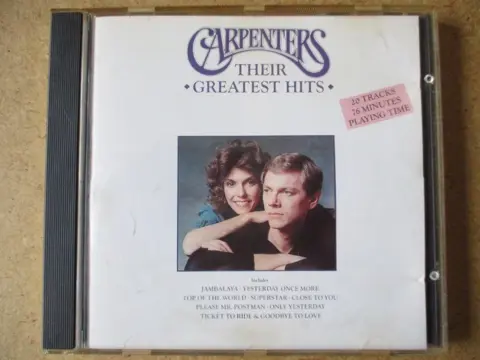 CARPENTERS
THEIR
• GREATEST HITS •
20 TRACKS
76 MINUTES
PLAYING TIME
Includes
JAMBALAYA · YESTERDAY ONCE MORE
TOP OF THE WORLD · SUPERSTAR · CLOSE TO YOU
PLEASE MR. POSTMAN · ONLY YESTERDAY
TICKET TO RIDE & GOODBYE TO LOVE